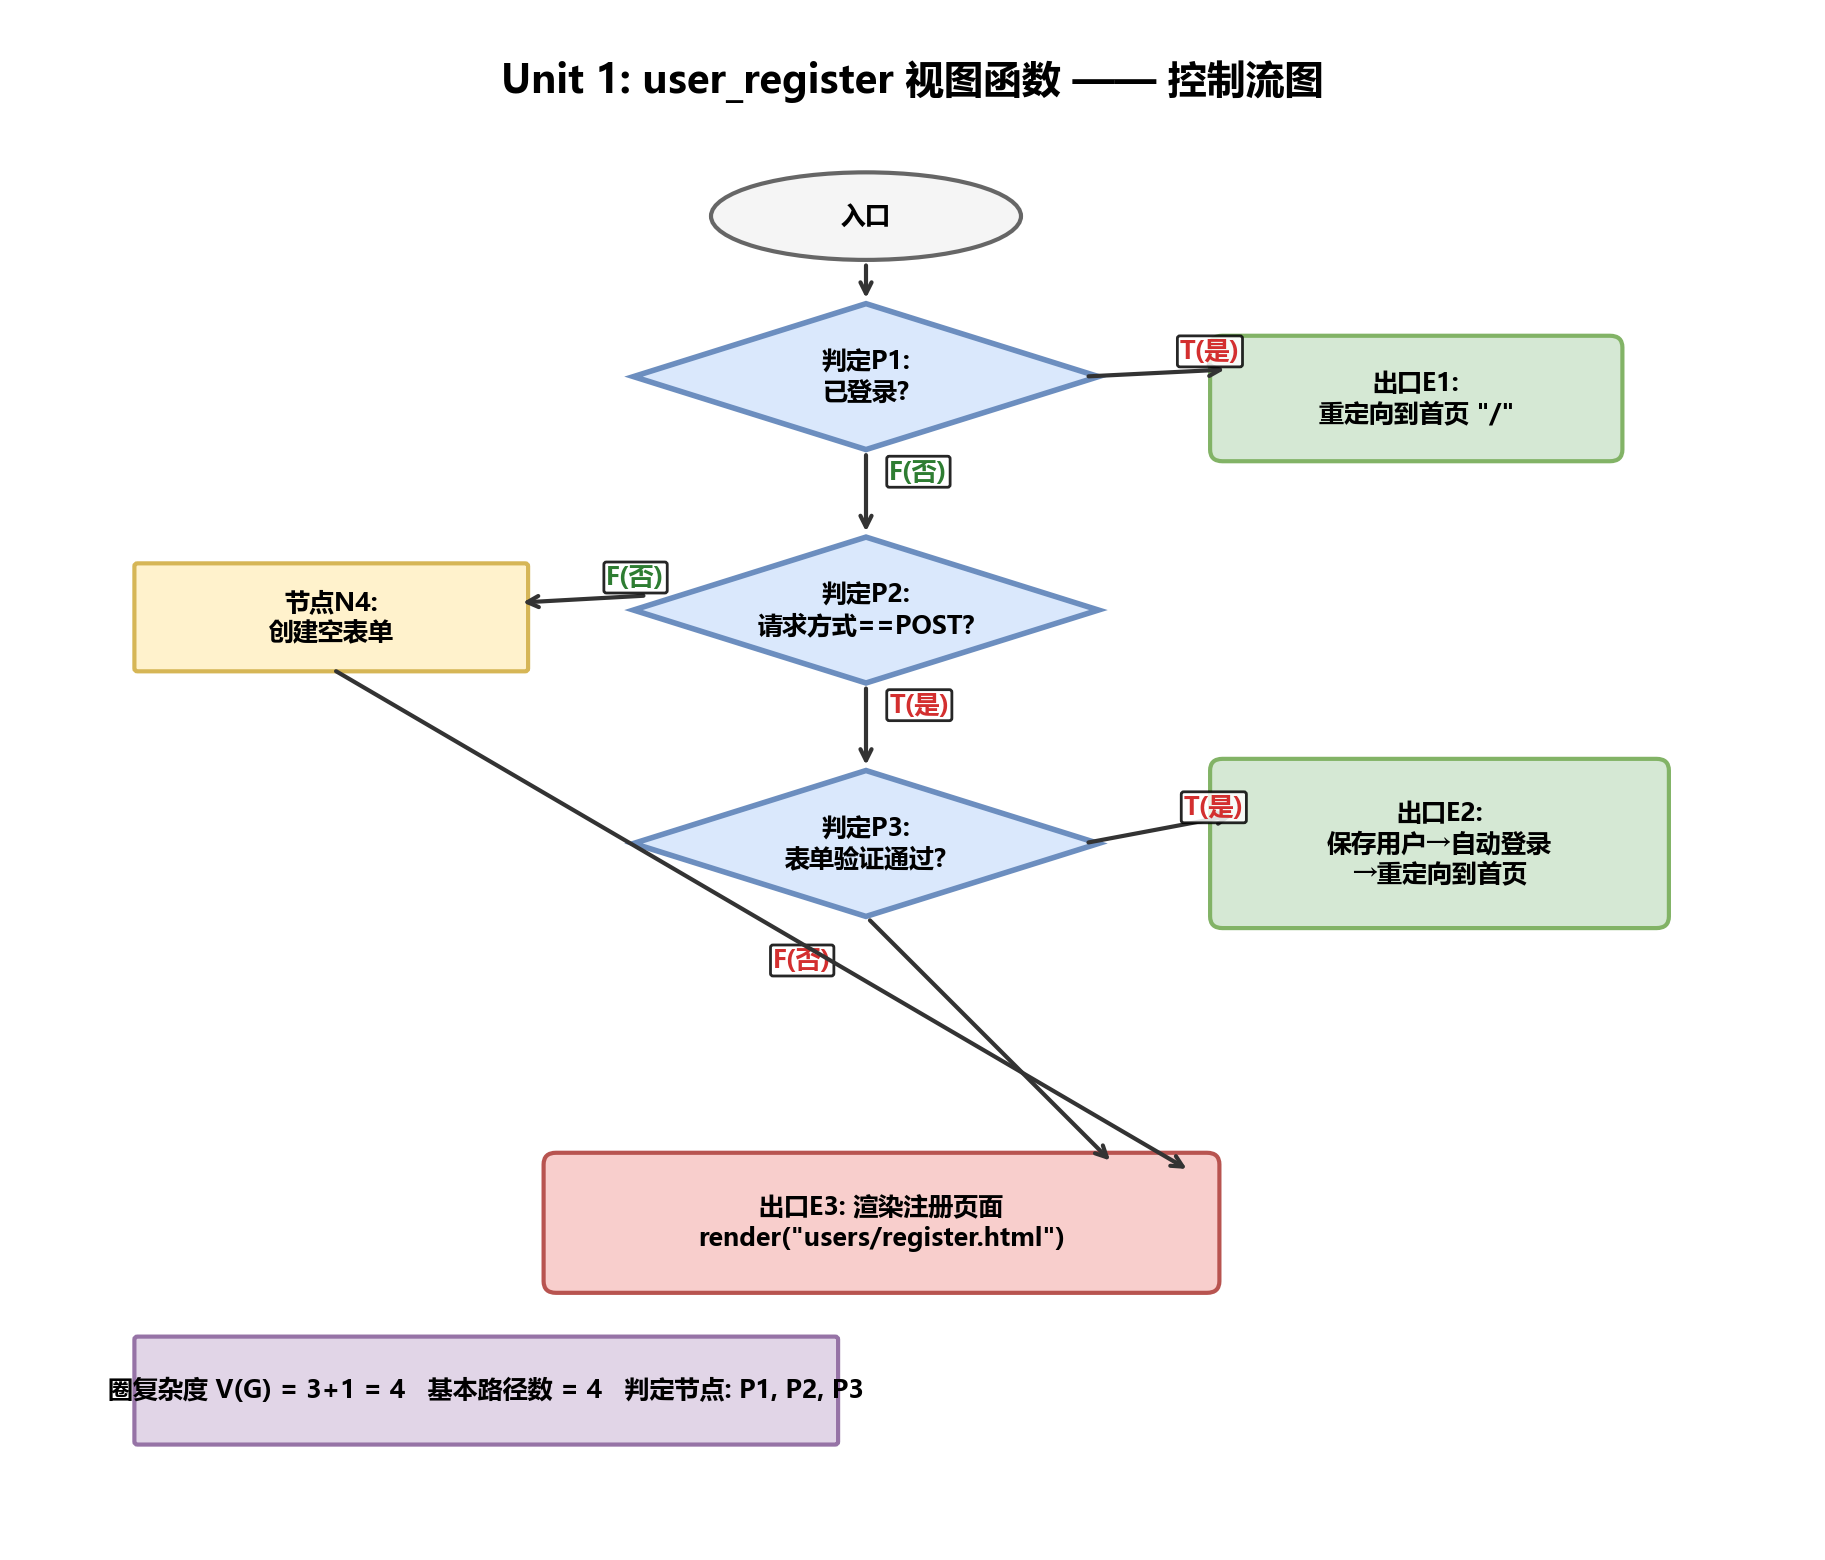 Unit 1: user_register 视图函数 —— 控制流图
入口
判定P1:
已登录?
T(是)
出口E1:
重定向到首页 "/"
F(否)
节点N4:
创建空表单
F(否)
判定P2:
请求方式==POST?
T(是)
判定P3:
表单验证通过?
T(是)
出口E2:
保存用户→自动登录
→重定向到首页
F(否)
出口E3: 渲染注册页面
render("users/register.html")
圈复杂度 V(G) = 3+1 = 4   基本路径数 = 4   判定节点: P1, P2, P3